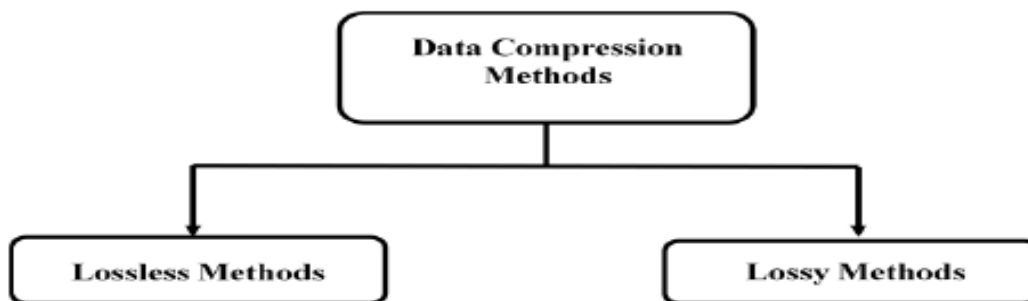 Data Compression
Methods
Lossless Methods
Lossy Methods